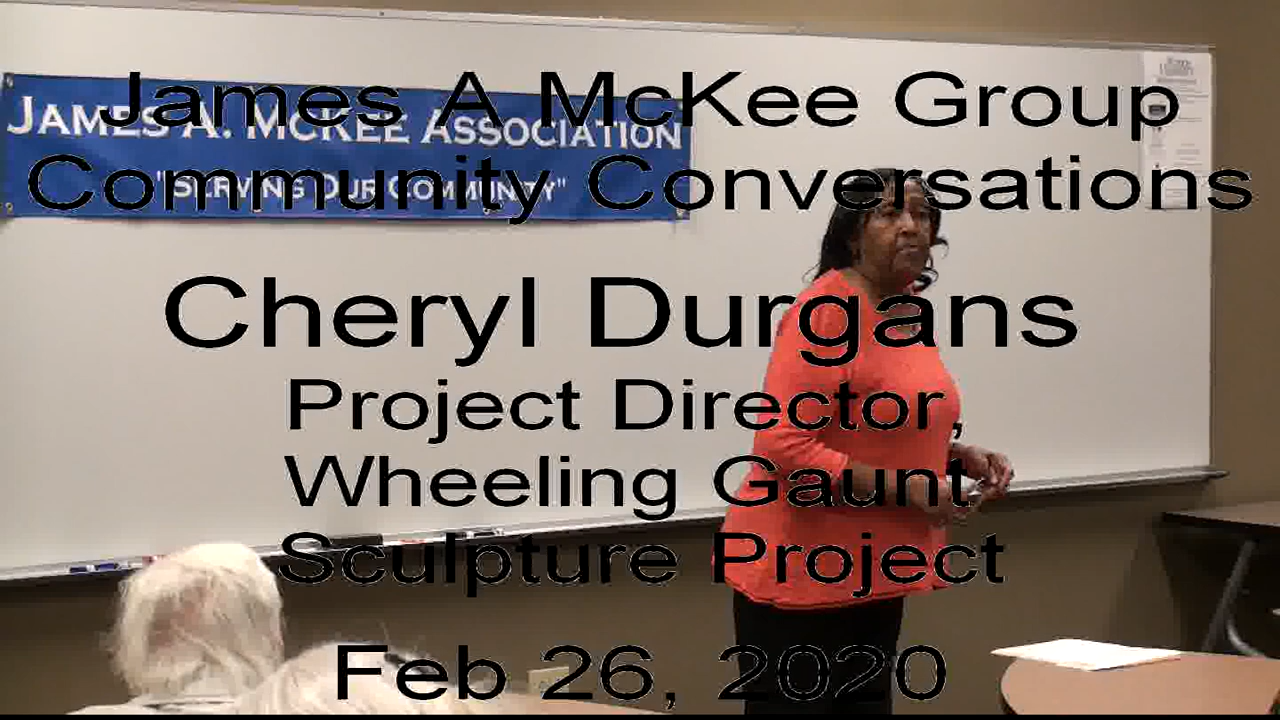 James A McKee Group
JAMES A. MCKEE ASSOCIATION
Community Conversations
"SERVING OUR COMMUNITY"
Cheryl Durgans
Project Director,
Wheeling Gaunt
Sculpture Project
Feb 26, 2020